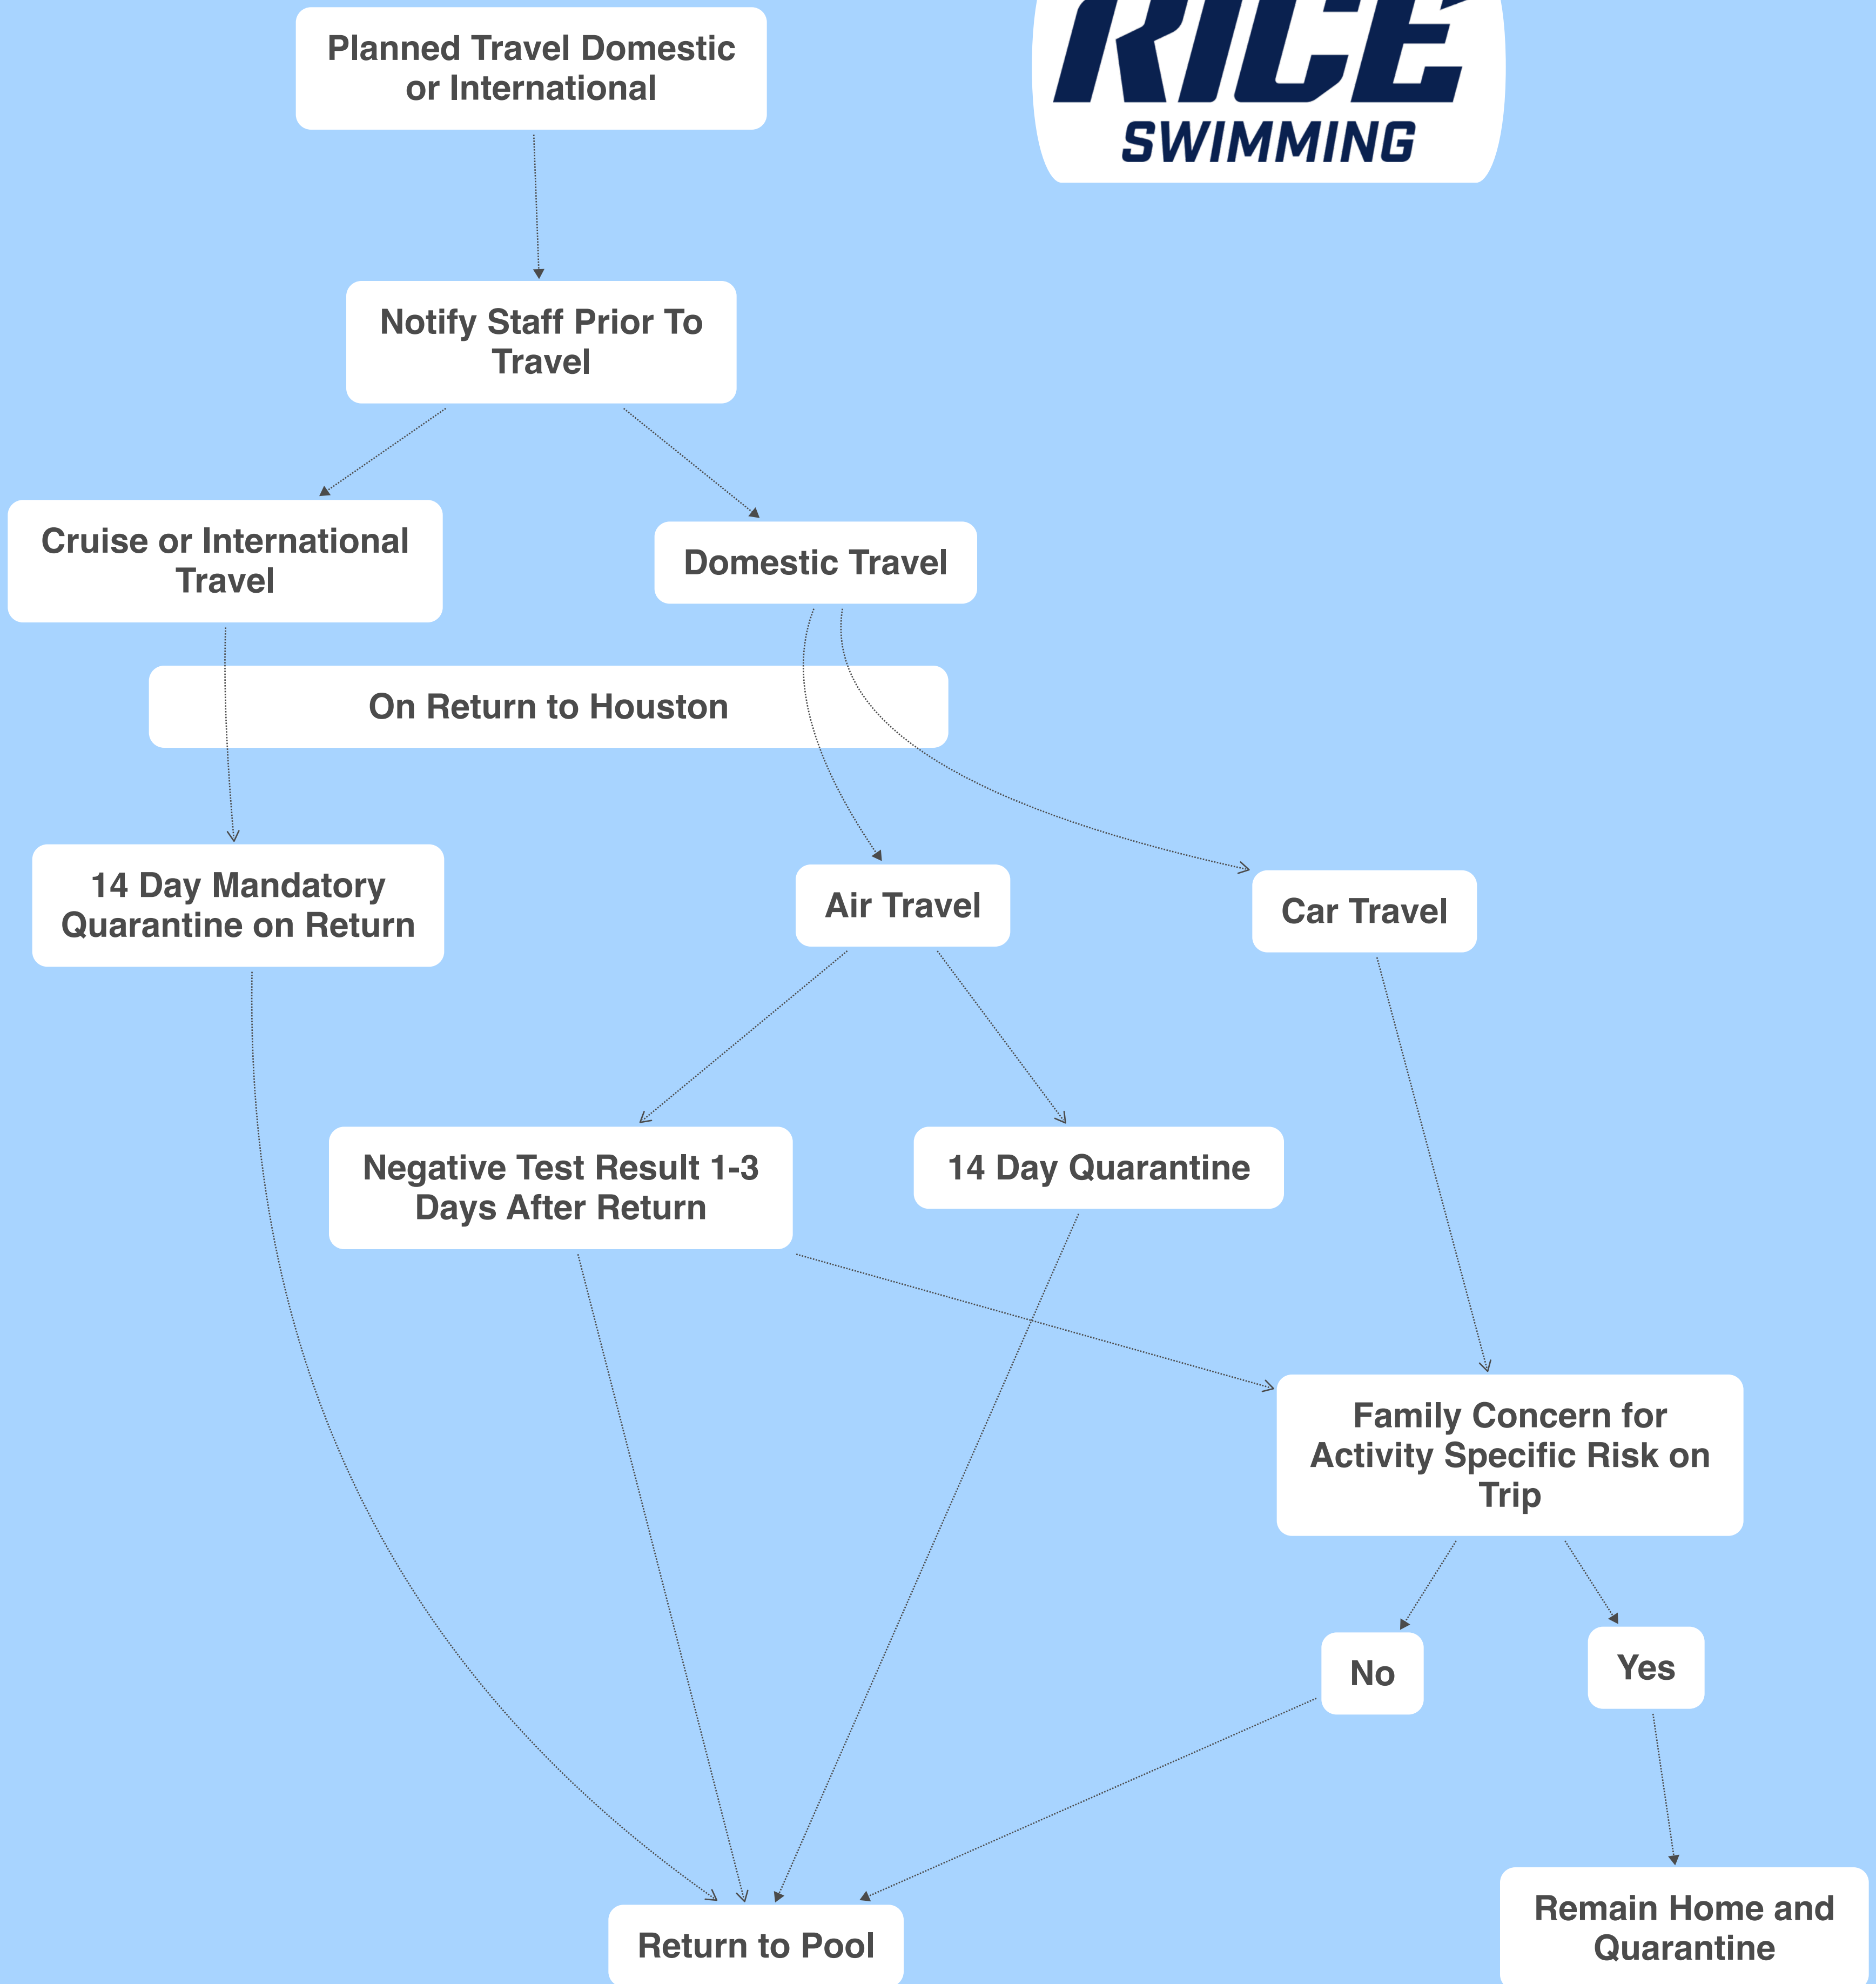 Planned Travel Domestic
or International
RICE
SWIMMING
Notify Staff Prior To
Travel
Cruise or International
Travel
Domestic Travel
On Return to Houston
14 Day Mandatory
Quarantine on Return
Air Travel
Car Travel
Negative Test Result 1-3
Days After Return
14 Day Quarantine
Family Concern for
Activity Specific Risk on
Trip
No
Yes
Remain Home and
Quarantine
Return to Pool